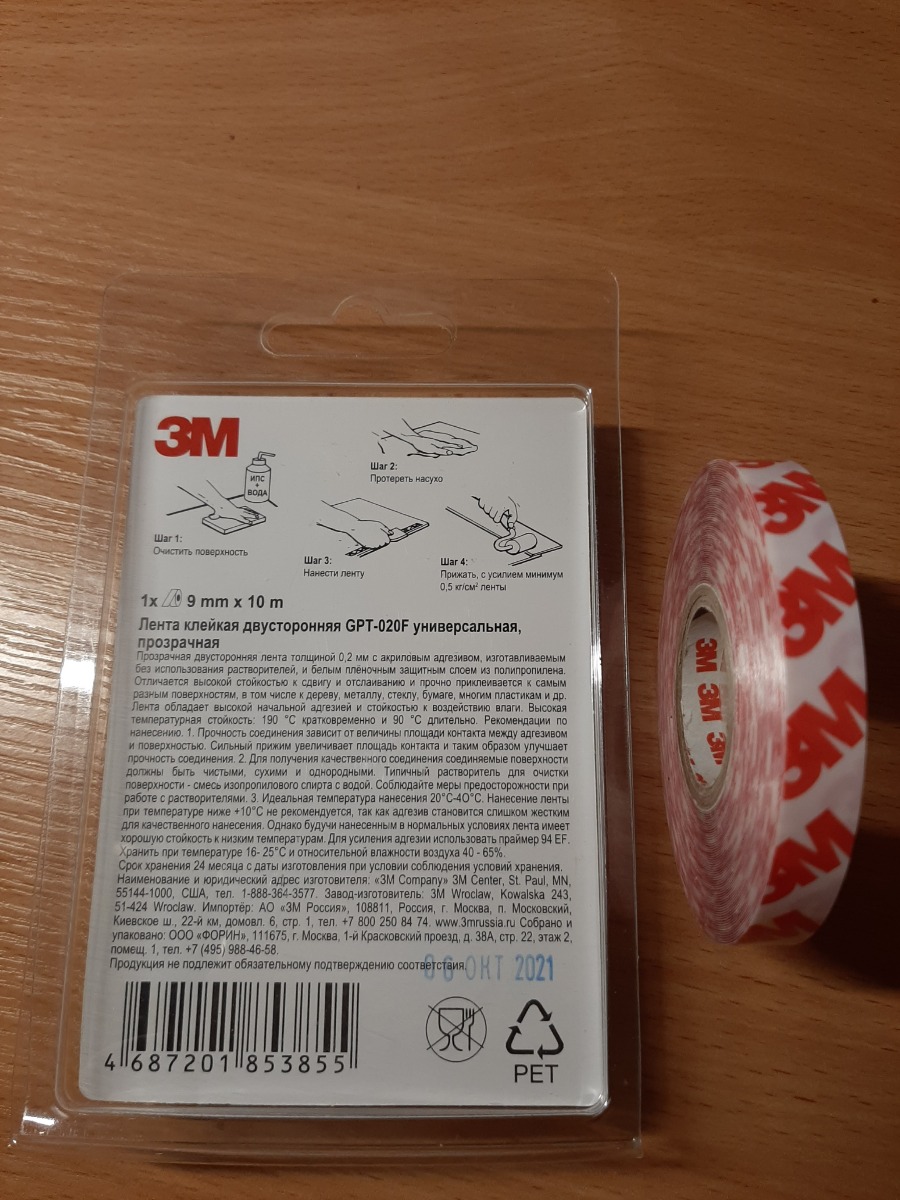 3M
ИПС
+
ВОДА
Шаг 1:
Очистить поверхность
Шаг 2:
Протереть насухо
Шаг 3:
Нанести ленту
Шаг 4:
Прижать, с усилием минимум
0,5 кг/см² ленты
1x 9 mm x 10 m
Лента клейкая двусторонняя GPT-020F универсальная,
прозрачная
Прозрачная двусторонняя лента толщиной 0,2 мм с акриловым адгезивом, изготавливаемым
без использования растворителей, и белым плёночным защитным слоем из полипропилена.
Отличается высокой стойкостью к сдвигу и отслаиванию и прочно приклеивается к самым
разным поверхностям, в том числе к дереву, металлу, стеклу, бумаге, многим пластикам и др.
Лента обладает высокой начальной адгезией и стойкостью к воздействию влаги. Высокая
температурная стойкость: 190 °C кратковременно и 90 °C длительно. Рекомендации по
нанесению. 1. Прочность соединения зависит от величины площади контакта между адгезивом
и поверхностью. Сильный прижим увеличивает площадь контакта и таким образом улучшает
прочность соединения. 2. Для получения качественного соединения соединяемые поверхности
должны быть чистыми, сухими и однородными. Типичный растворитель для очистки
поверхности - смесь изопропилового спирта с водой. Соблюдайте меры предосторожности при
работе с растворителями. 3. Идеальная температура нанесения 20°C-4O°C. Нанесение ленты
при температуре ниже +10°C не рекомендуется, так как адгезив становится слишком жестким
для качественного нанесения. Однако будучи нанесенным в нормальных условиях лента имеет
хорошую стойкость к низким температурам. Для усиления адгезии использовать праймер 94 EF.
Хранить при температуре 16- 25°C и относительной влажности воздуха 40 - 65%.
Срок хранения 24 месяца с даты изготовления при условии соблюдения условий хранения.
Наименование и юридический адрес изготовителя: «3M Company» 3M Center, St. Paul, MN,
55144-1000, США, тел. 1-888-364-3577. Завод-изготовитель: 3M Wroclaw, Kowalska 243,
51-424 Wroclaw. Импортёр: АО «3М Россия», 108811, Россия, г. Москва, п. Московский,
Киевское ш., 22-й км, домовл. 6, стр. 1, тел. +7 800 250 84 74. www.3mrussia.ru Собрано и
упаковано: ООО «ФОРИН», 111675, г. Москва, 1-й Красковский проезд, д. 38А, стр. 22, этаж 2,
помещ. 1, тел. +7 (495) 988-46-58.
Продукция не подлежит обязательному подтверждению соответствия.
06 ОКТ 2021
4 687201 853855
PET
3M 3M 3M
3M
3M
3M
3M
3M